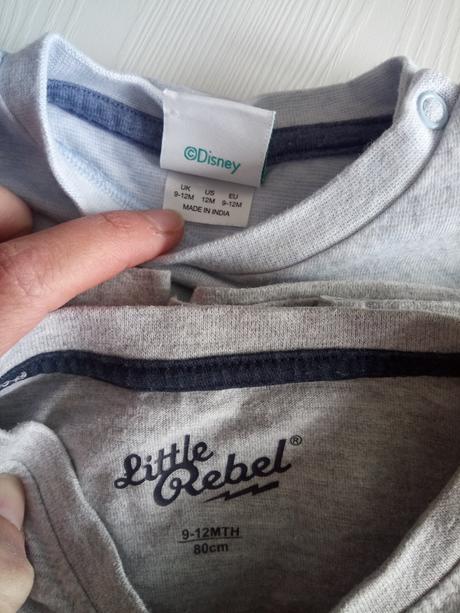 ©Disney
UK US EU
9-12M 12M 9-12M
MADE IN INDIA
Little
Rebel®
9-12MTH
80cm